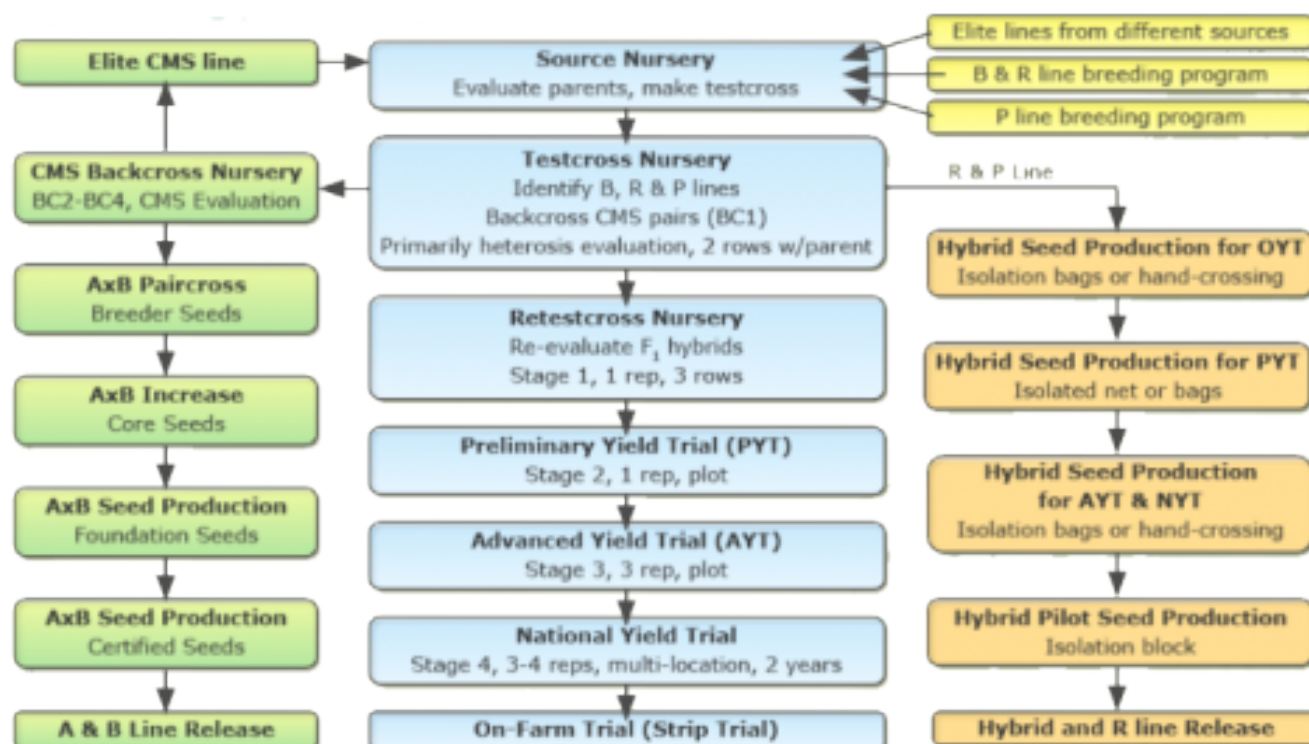 Elite CMS line
CMS Backcross Nursery
BC2-BC4, CMS Evaluation
AxB Paircross
Breeder Seeds
AxB Increase
Core Seeds
AxB Seed Production
Foundation Seeds
AxB Seed Production
Certified Seeds
A & B Line Release
Source Nursery
Evaluate parents, make testcross
Testcross Nursery
Identify B, R & P lines
Backcross CMS pairs (BC1)
Primarily heterosis evaluation, 2 rows w/parent
Retestcross Nursery
Re-evaluate F₁ hybrids
Stage 1, 1 rep, 3 rows
Preliminary Yield Trial (PYT)
Stage 2, 1 rep, plot
Advanced Yield Trial (AYT)
Stage 3, 3 rep, plot
National Yield Trial
Stage 4, 3-4 reps, multi-location, 2 years
On-Farm Trial (Strip Trial)
Elite lines from different sources
B & R line breeding program
P line breeding program
R & P Line
Hybrid Seed Production for OYT
Isolation bags or hand-crossing
Hybrid Seed Production for PYT
Isolated net or bags
Hybrid Seed Production
for AYT & NYT
Isolation bags or hand-crossing
Hybrid Pilot Seed Production
Isolation block
Hybrid and R line Release